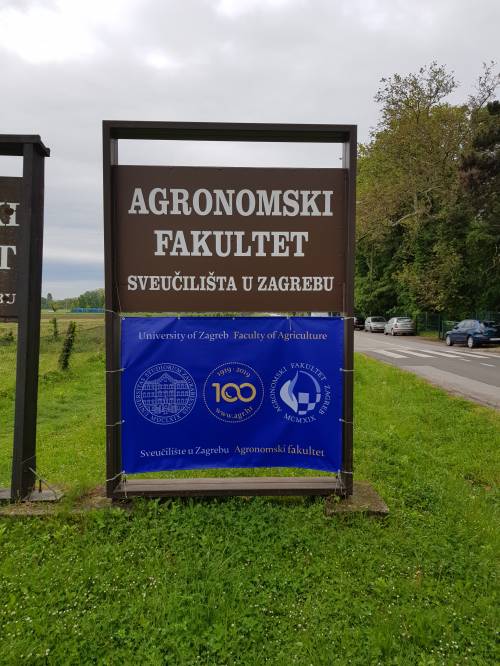 AGRONOMSKI
FAKULTET
SVEUČILIŠTA U ZAGREBU
University of Zagreb Faculty of Agriculture
1919·2019
100
www.agr.hr
AGRONOMSKI FAKULTET ZAGREB
MCMXIX
Sveučilište u Zagrebu Agronomski fakultet